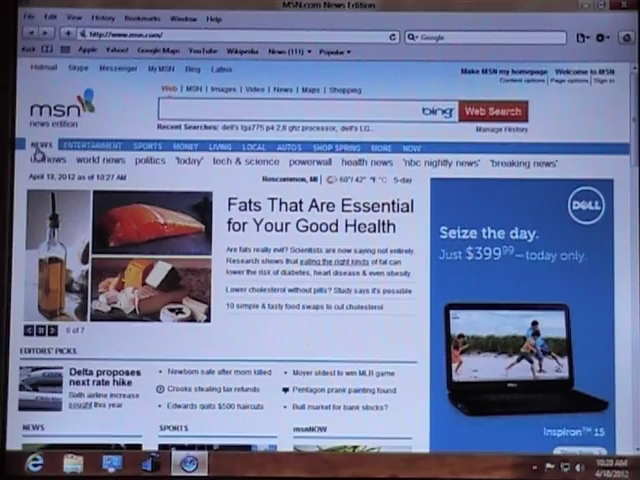 MSN.com News Edition
File Edit View History Bookmarks Window Help
http://www.msn.com/
Google
Apple Yahoo! Google Maps YouTube Wikipedia News (111) Popular
Hotmail Skype Messenger My MSN Bing Latino
Make MSN my homepage Welcome to MSN
Content options Page options Sign in
Web MSN Images Video News Maps Shopping
msn
news edition
bing
Web Search
Recent Searches: dell's lga775 p4 2.8 ghz processor, dell's LG...
Manage History
NEWS ENTERTAINMENT SPORTS MONEY LIVING LOCAL AUTOS SHOP SPRING MORE
news world news politics 'today' tech & science powerwall health news 'nbc nightly news' 'breaking news'
April 18, 2012 as of 10:27 AM
Roscommon, MI 60°/42° °F °C 5-day
Fats That Are Essential
for Your Good Health
Are fats really evil? Scientists are now saying not entirely.
Research shows that eating the right kinds of fat can
lower the risk of diabetes, heart disease & even obesity
Lower cholesterol without pills? Study says it's possible
10 simple & tasty food swaps to cut cholesterol
6 of 7
DELL
Seize the day.
Just $399.99—today only.
Inspiron™ 15
EDITORS' PICKS
Delta proposes
next rate hike
Sixth airline increase
sought this year
Newborn safe after mom killed
Crooks stealing tax refunds
Edwards quits $500 haircuts
Moyer oldest to win MLB game
Pentagon prank painting found
Bull market for bank stocks?
NEWS
SPORTS
msnNOW
10:28 AM
4/18/2012